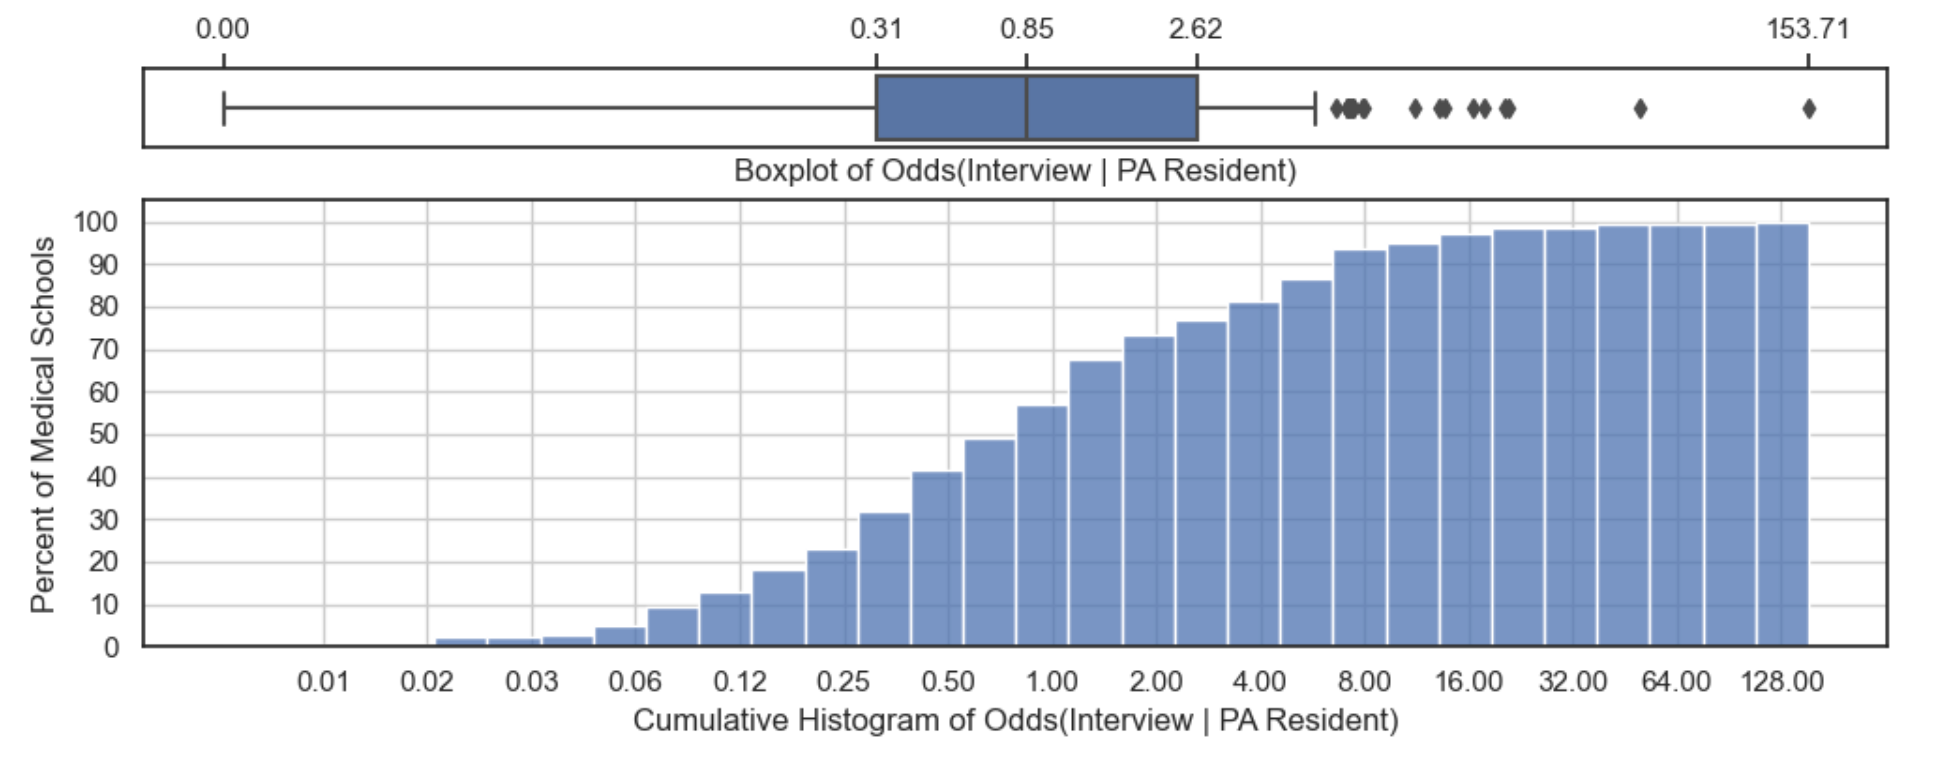 0.00 0.31 0.85 2.62 153.71
Boxplot of Odds(Interview | PA Resident)
Percent of Medical Schools
100
90
80
70
60
50
40
30
20
10
0
0.01 0.02 0.03 0.06 0.12 0.25 0.50 1.00 2.00 4.00 8.00 16.00 32.00 64.00 128.00
Cumulative Histogram of Odds(Interview | PA Resident)